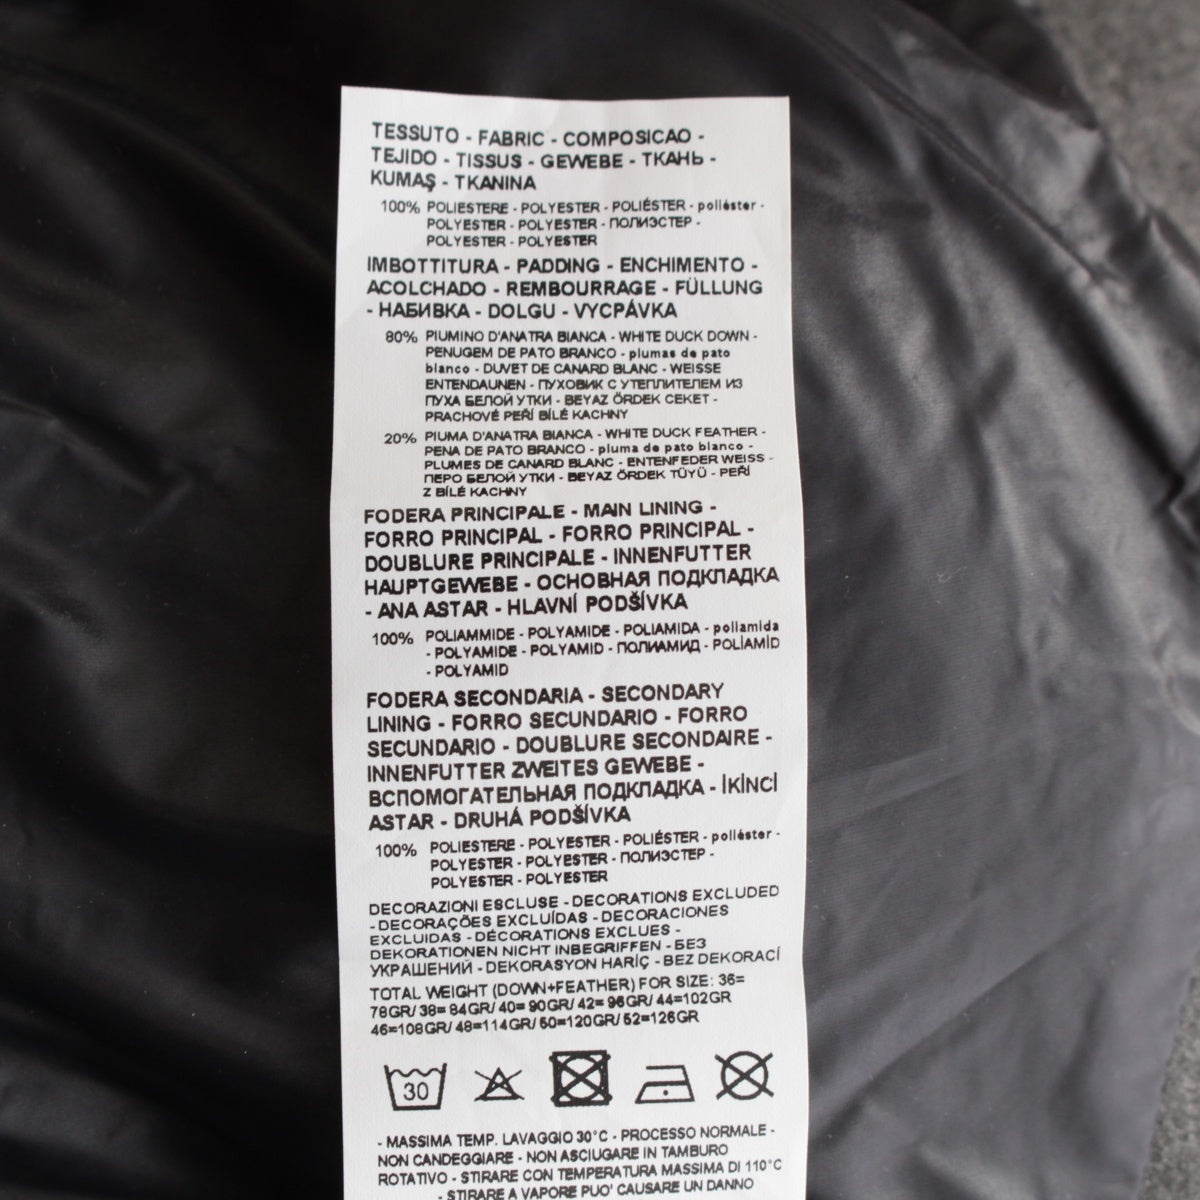 TESSUTO - FABRIC - COMPOSICAO -
TEJIDO - TISSUS - GEWEBE - ТКАНЬ -
KUMAŞ - TKANINA
100% POLIESTERE - POLYESTER - POLIÉSTER - poliéster -
POLYESTER - POLYESTER - ПОЛИЭСТЕР -
POLYESTER - POLYESTER
IMBOTTITURA - PADDING - ENCHIMENTO -
ACOLCHADO - REMBOURRAGE - FÜLLUNG
- НАБИВКА - DOLGU - VYCPÁVKA
80% PIUMINO D'ANATRA BIANCA - WHITE DUCK DOWN -
PENUGEM DE PATO BRANCO - plumas de pato
blanco - DUVET DE CANARD BLANC - WEISSE
ENTENDAUNEN - ПУХОВИК С УТЕПЛИТЕЛЕМ ИЗ
ПУХА БЕЛОЙ УТКИ - BEYAZ ÖRDEK CEKET -
PRACHOVÉ PEŘÍ BÍLÉ KACHNY
20% PIUMA D'ANATRA BIANCA - WHITE DUCK FEATHER -
PENA DE PATO BRANCO - pluma de pato blanco -
PLUMES DE CANARD BLANC - ENTENFEDER WEISS -
ПЕРО БЕЛОЙ УТКИ - BEYAZ ÖRDEK TÜYÜ - PEŘÍ
Z BÍLÉ KACHNY
FODERA PRINCIPALE - MAIN LINING -
FORRO PRINCIPAL - FORRO PRINCIPAL -
DOUBLURE PRINCIPALE - INNENFUTTER
HAUPTGEWEBE - ОСНОВНАЯ ПОДКЛАДКА
- ANA ASTAR - HLAVNÍ PODŠÍVKA
100% POLIAMMIDE - POLYAMIDE - POLIAMIDA - poliamida
- POLYAMIDE - POLYAMID - ПОЛИАМИД - POLÍAMÍD
- POLYAMID
FODERA SECONDARIA - SECONDARY
LINING - FORRO SECUNDARIO - FORRO
SECUNDARIO - DOUBLURE SECONDAIRE -
INNENFUTTER ZWEITES GEWEBE -
ВСПОМОГАТЕЛЬНАЯ ПОДКЛАДКА - İKİNCİ
ASTAR - DRUHÁ PODŠÍVKA
100% POLIESTERE - POLYESTER - POLIÉSTER - poliéster -
POLYESTER - POLYESTER - ПОЛИЭСТЕР -
POLYESTER - POLYESTER
DECORAZIONI ESCLUSE - DECORATIONS EXCLUDED
- DECORAÇÕES EXCLUÍDAS - DECORACIONES
EXCLUIDAS - DÉCORATIONS EXCLUES -
DEKORATIONEN NICHT INBEGRIFFEN - БЕЗ
УКРАШЕНИЙ - DEKORASYON HARİÇ - BEZ DEKORACÍ
TOTAL WEIGHT (DOWN+FEATHER) FOR SIZE: 36=
78GR/ 38= 84GR/ 40= 90GR/ 42= 96GR/ 44=102GR
46=108GR/ 48=114GR/ 50=120GR/ 52=126GR
30
- MASSIMA TEMP. LAVAGGIO 30°C - PROCESSO NORMALE -
NON CANDEGGIARE - NON ASCIUGARE IN TAMBURO
ROTATIVO - STIRARE CON TEMPERATURA MASSIMA DI 110°C
- STIRARE A VAPORE PUO' CAUSARE UN DANNO